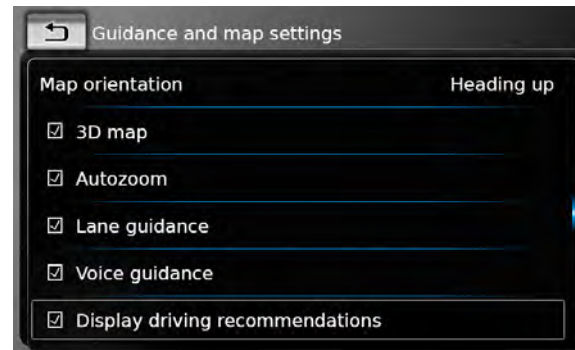 Guidance and map settings
Map orientation Heading up
3D map
Autozoom
Lane guidance
Voice guidance
Display driving recommendations